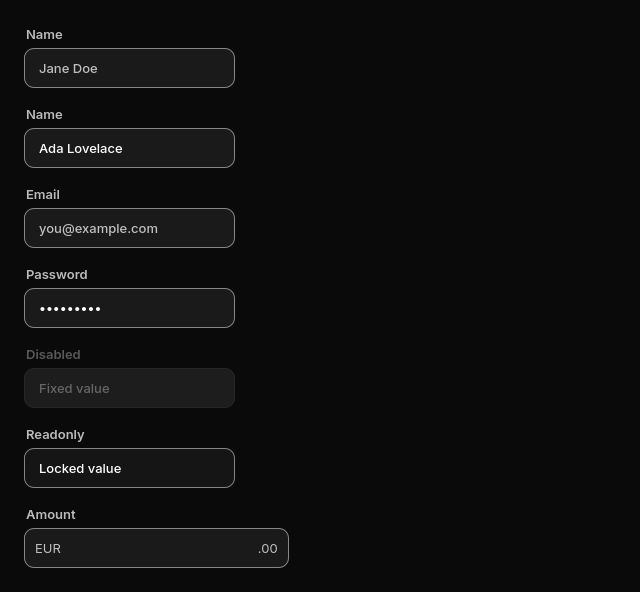 Name
Jane Doe
Name
Ada Lovelace
Email
you@example.com
Password
•••••••••
Disabled
Fixed value
Readonly
Locked value
Amount
EUR .00